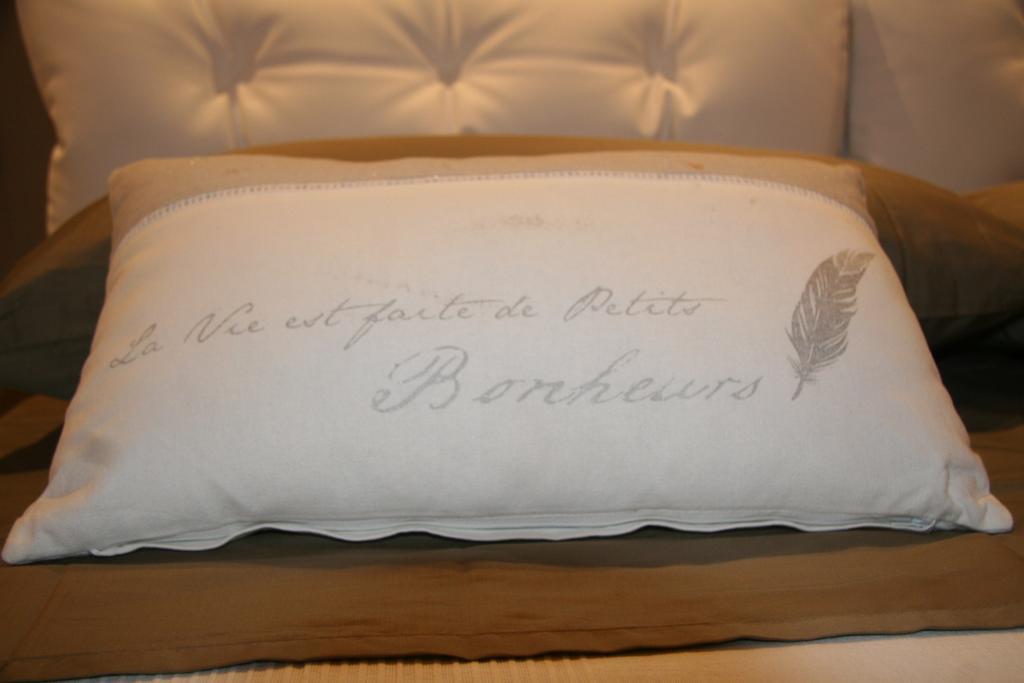 La Vie est faite de Petits
Bonheurs